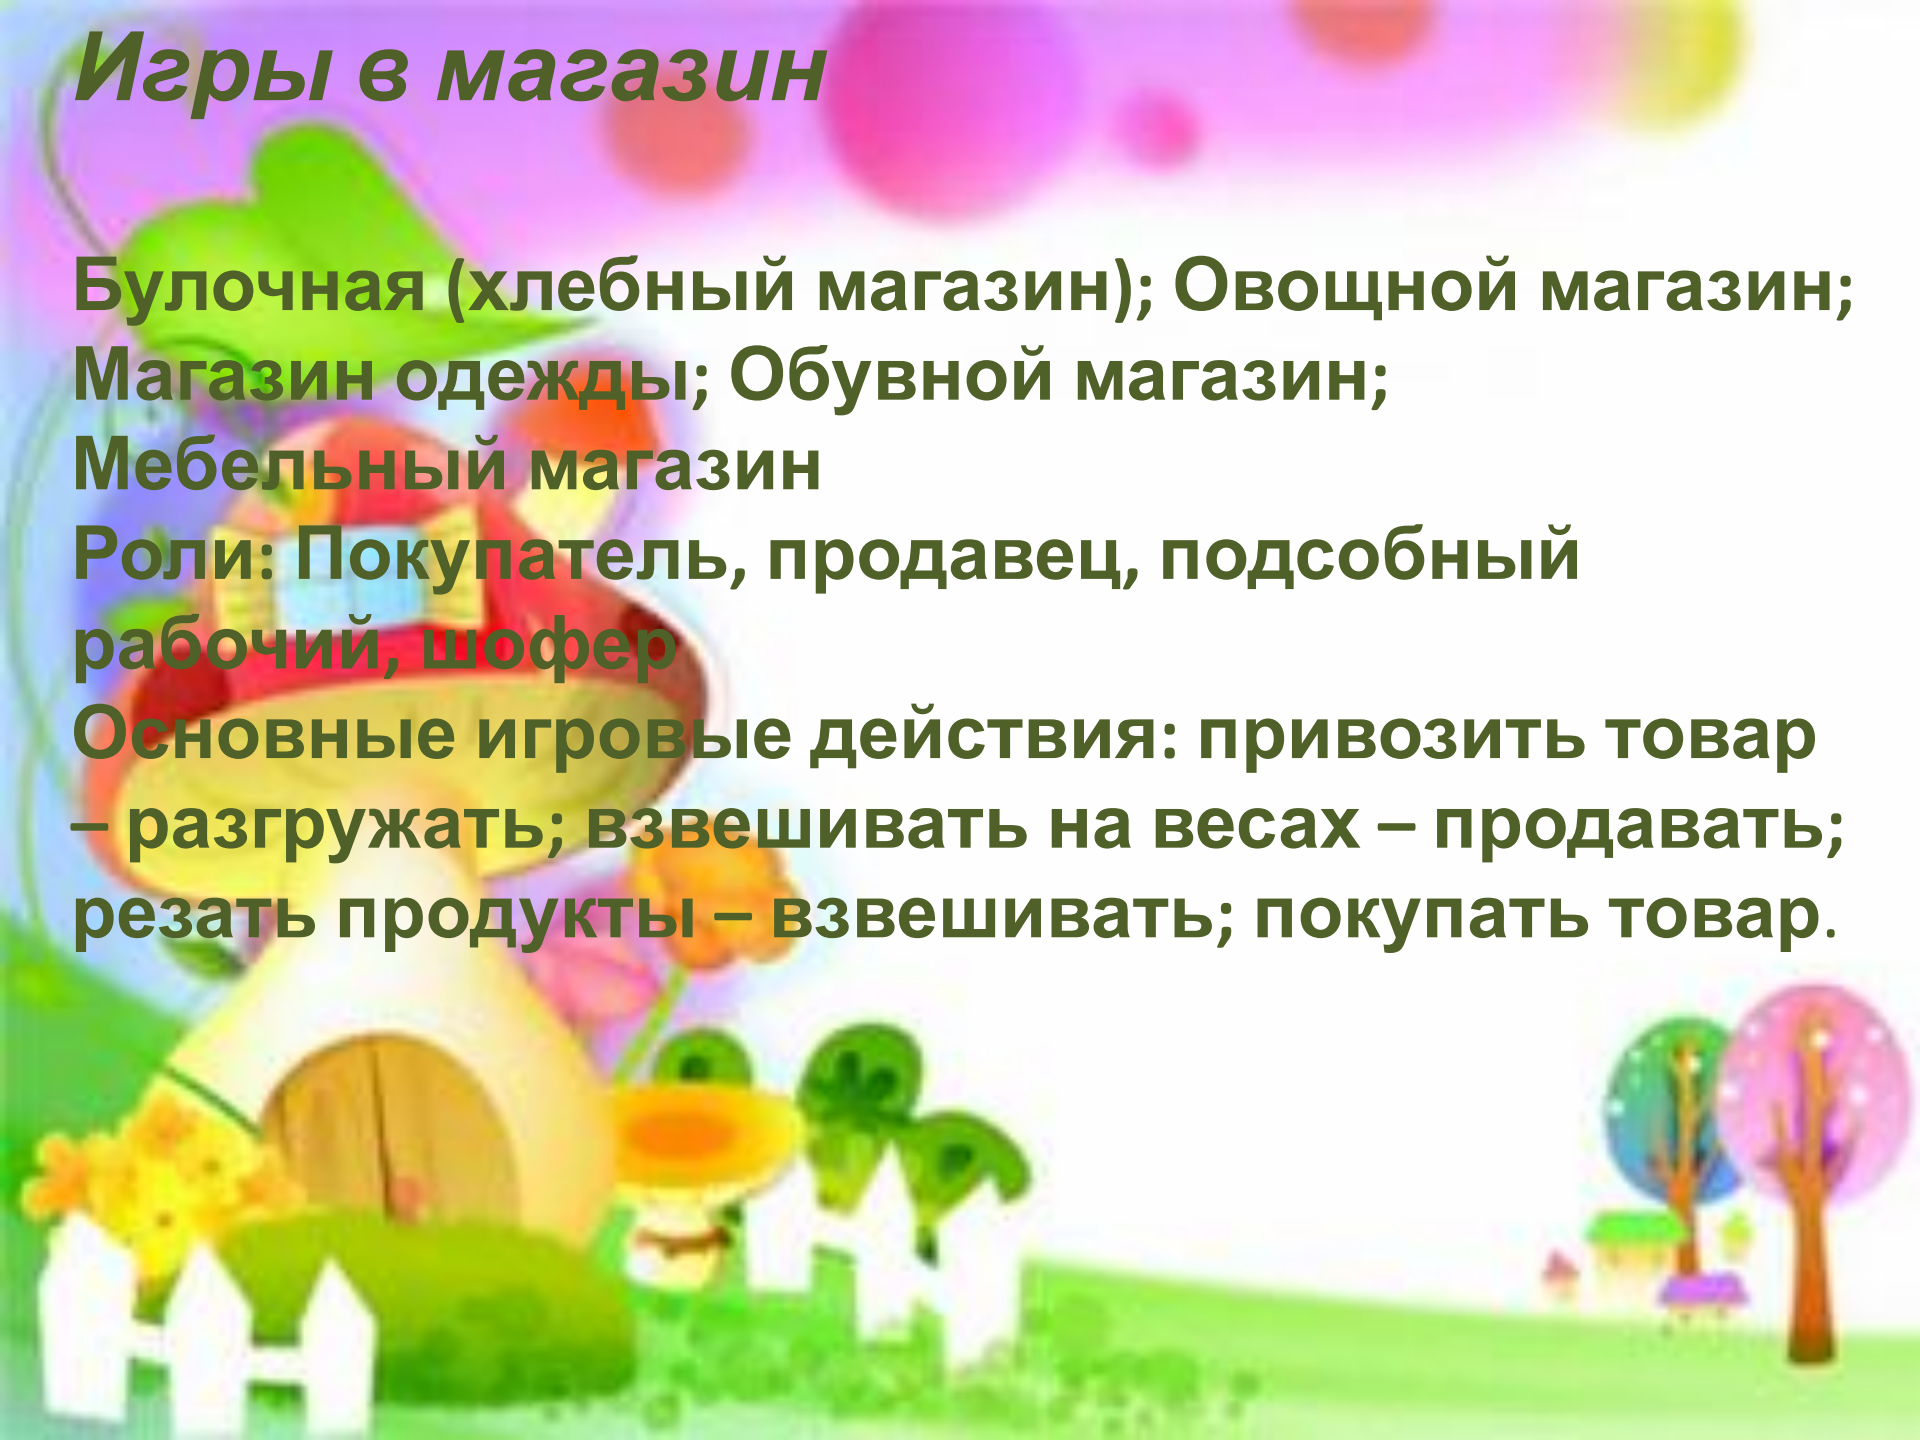 Игры в магазин
Булочная (хлебный магазин); Овощной магазин;
Магазин одежды; Обувной магазин;
Мебельный магазин
Роли: Покупатель, продавец, подсобный
рабочий, шофер
Основные игровые действия: привозить товар
– разгружать; взвешивать на весах – продавать;
резать продукты – взвешивать; покупать товар.